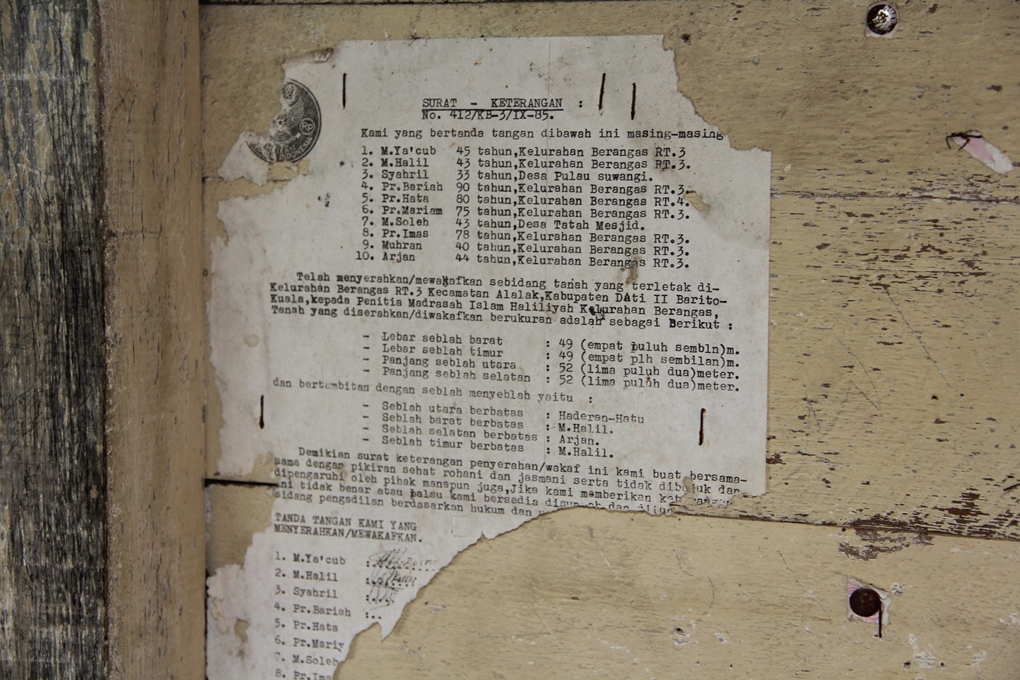 SURAT - KETERANGAN :
No. 412/KB-3/IX-85.
Kami yang bertanda tangan dibawah ini masing-masing
1. M.Ya'cub 45 tahun,Kelurahan Berangas RT.3
2. M.Halil 43 tahun,Kelurahan Berangas RT.3.
3. Syahril 33 tahun,Desa Pulau suwangi.
4. Pr.Bariah 90 tahun,Kelurahan Berangas RT.3.
5. Pr.Hata 80 tahun,Kelurahan Berangas RT.4.
6. Pr.Mariam 75 tahun,Kelurahan Berangas RT.3.
7. M.Soleh 43 tahun,Desa Tatah Mesjid.
8. Pr.Imas 78 tahun,Kelurahan Berangas RT.3.
9. Muhran 40 tahun,Kelurahan Berangas RT.3.
10. Arjan 44 tahun,Kelurahan Berangas RT.3.
Telah menyerahkan/mewakafkan sebidang tanah yang terletak di-
Kelurahan Berangas RT.3 Kecamatan Alalak,Kabupaten DAti II Barito-
Kuala,kepada Penitia Madrasah Islam Haliliyah Kelurahan Berangas,
Tanah yang diserahkan/diwakafkan berukuran adalah sebagai Berikut :
- Lebar seblah barat : 49 (empat puluh sembln)m.
- Lebar seblah timur : 49 (empat plh sembilan)m.
- Panjang seblah utara : 52 (lima puluh dua)meter.
- Panjang seblah selatan : 52 (lima puluh dua)meter.
dan bertambitan dengan seblah menyeblah yaitu :
- Seblah utara berbatas : Haderan-Hatu
- Seblah barat berbatas : M.Halil.
- Seblah selatan berbatas : Arjan.
- Seblah timur berbatas : M.Halil.
Demikian surat keterangan penyerahan/wakaf ini kami buat bersama-
sama dengan pikiran sehat rohani dan jasmani serta tidak dibujuk dan
dipengaruhi oleh pihak manapun juga,Jika kami memberikan
ini tidak benar atau palsu kami bersedia
sidang pengadilan berdasarkan hukum dan
TANDA TANGAN KAMI YANG
MENYERAHKAN/MEWAKAFKAN.
1. M.Ya'cub :
2. M.Halil :
3. Syahril :
4. Pr.Bariah :..
5. Pr.Hata
6. Pr.Mariy
7. M.Soleh
8. Pr.Ima